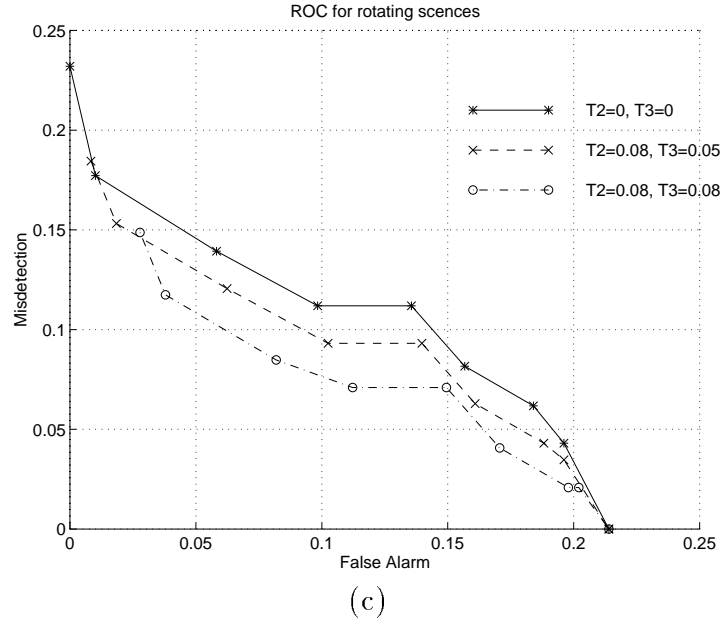 ROC for rotating scences
0.25
0.2
0.15
0.1
0.05
0
Misdetection
T2=0, T3=0
T2=0.08, T3=0.05
T2=0.08, T3=0.08
0 0.05 0.1 0.15 0.2 0.25
False Alarm
(c)